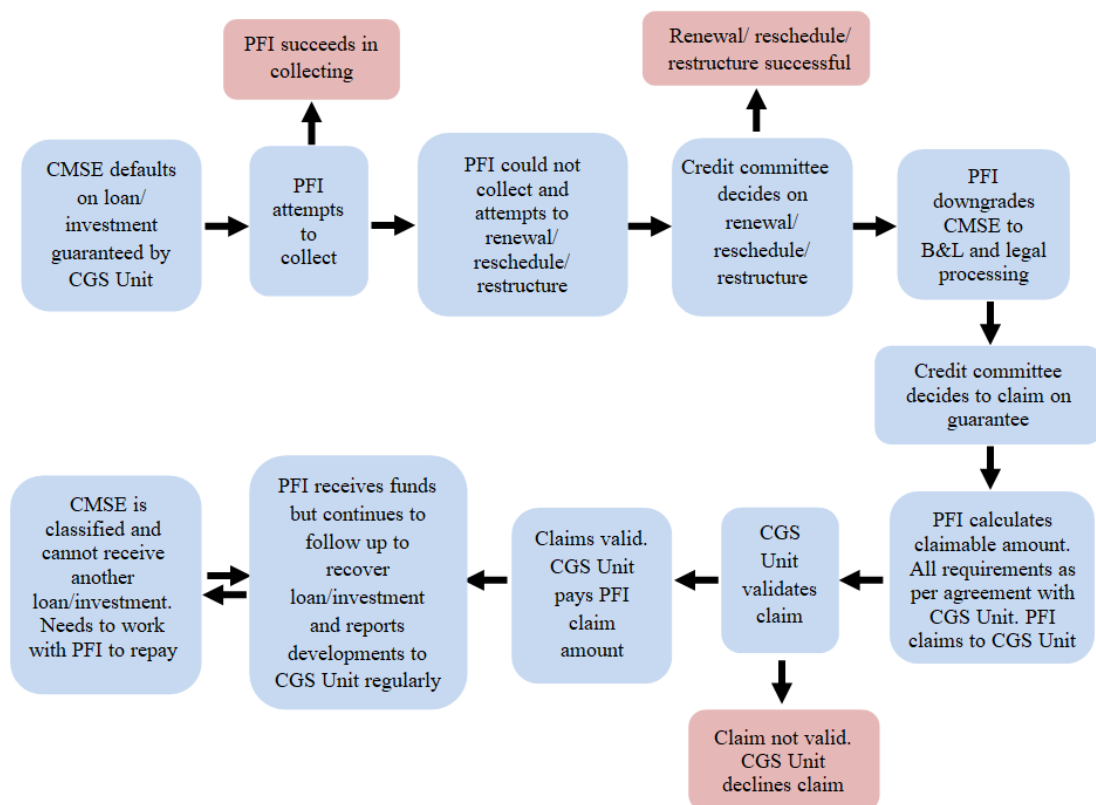 PFI succeeds in
collecting
Renewal/ reschedule/
restructure successful
CMSE defaults
on loan/
investment
guaranteed by
CGS Unit
PFI
attempts
to
collect
PFI could not
collect and
attempts to
renewal/
reschedule/
restructure
Credit committee
decides on
renewal/
reschedule/
restructure
PFI
downgrades
CMSE to
B&L and legal
processing
Credit committee
decides to claim on
guarantee
PFI calculates
claimable amount.
All requirements as
per agreement with
CGS Unit. PFI
claims to CGS Unit
CGS
Unit
validates
claim
Claim not valid.
CGS Unit
declines claim
Claims valid.
CGS Unit
pays PFI
claim
amount
PFI receives funds
but continues to
follow up to
recover
loan/investment
and reports
developments to
CGS Unit regularly
CMSE is
classified and
cannot receive
another
loan/investment.
Needs to work
with PFI to repay